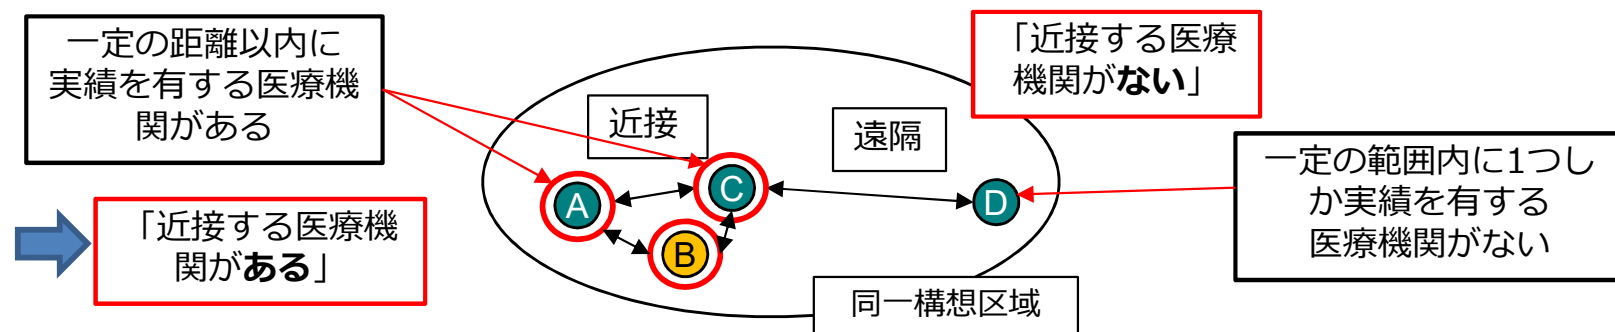 一定の距離以内に
実績を有する医療機
関がある
「近接する医療機
関がある」
近接
遠隔
A
B
C
D
同一構想区域
「近接する医療
機関がない」
一定の範囲内に1つし
か実績を有する
医療機関がない